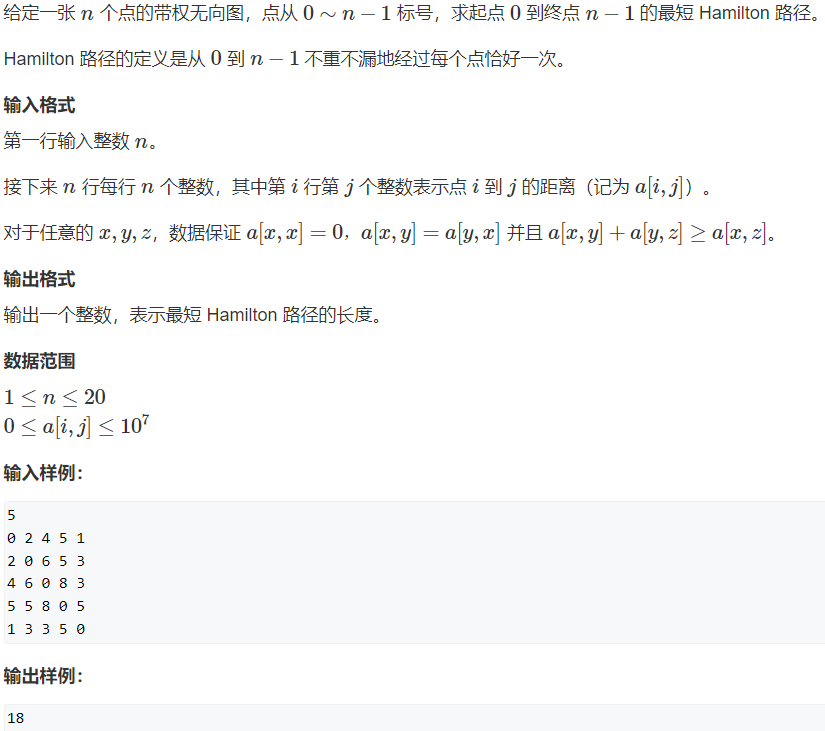 给定一张 n 个点的带权无向图，点从 0 ~ n − 1 标号，求起点 0 到终点 n − 1 的最短 Hamilton 路径。
Hamilton 路径的定义是从 0 到 n − 1 不重不漏地经过每个点恰好一次。
输入格式
第一行输入整数 n。
接下来 n 行每行 n 个整数，其中第 i 行第 j 个整数表示点 i 到 j 的距离（记为 a[i, j]）。
对于任意的 x, y, z，数据保证 a[x, x] = 0，a[x, y] = a[y, x] 并且 a[x, y] + a[y, z] ≥ a[x, z]。
输出格式
输出一个整数，表示最短 Hamilton 路径的长度。
数据范围
1 ≤ n ≤ 20
0 ≤ a[i, j] ≤ 10⁷
输入样例：
5
0 2 4 5 1
2 0 6 5 3
4 6 0 8 3
5 5 8 0 5
1 3 3 5 0
输出样例：
18